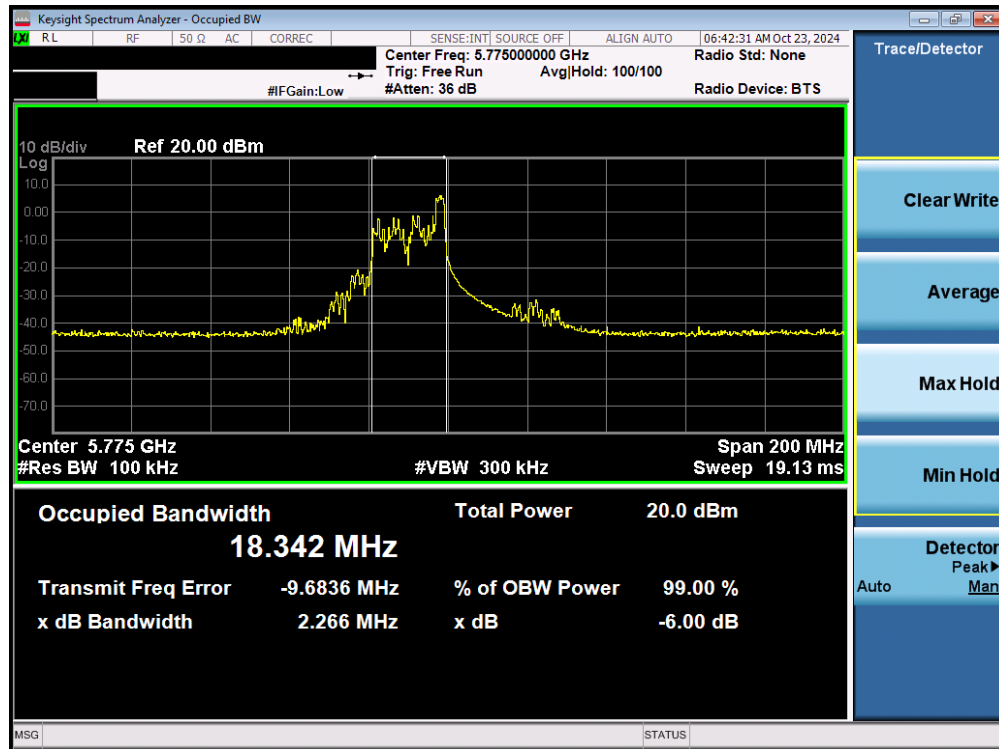 Keysight Spectrum Analyzer - Occupied BW
LXI RL RF 50 Ω AC CORREC SENSE:INT SOURCE OFF ALIGN AUTO 06:42:31 AM Oct 23, 2024
Center Freq: 5.775000000 GHz Radio Std: None
Trig: Free Run Avg|Hold: 100/100
#IFGain:Low #Atten: 36 dB Radio Device: BTS
Trace/Detector
10 dB/div Ref 20.00 dBm
Log
10.0
0.00
-10.0
-20.0
-30.0
-40.0
-50.0
-60.0
-70.0
Center 5.775 GHz Span 200 MHz
#Res BW 100 kHz #VBW 300 kHz Sweep 19.13 ms
Occupied Bandwidth Total Power 20.0 dBm
18.342 MHz
Transmit Freq Error -9.6836 MHz % of OBW Power 99.00 %
x dB Bandwidth 2.266 MHz x dB -6.00 dB
Clear Write
Average
Max Hold
Min Hold
Detector
Peak▶
Auto Man
MSG STATUS